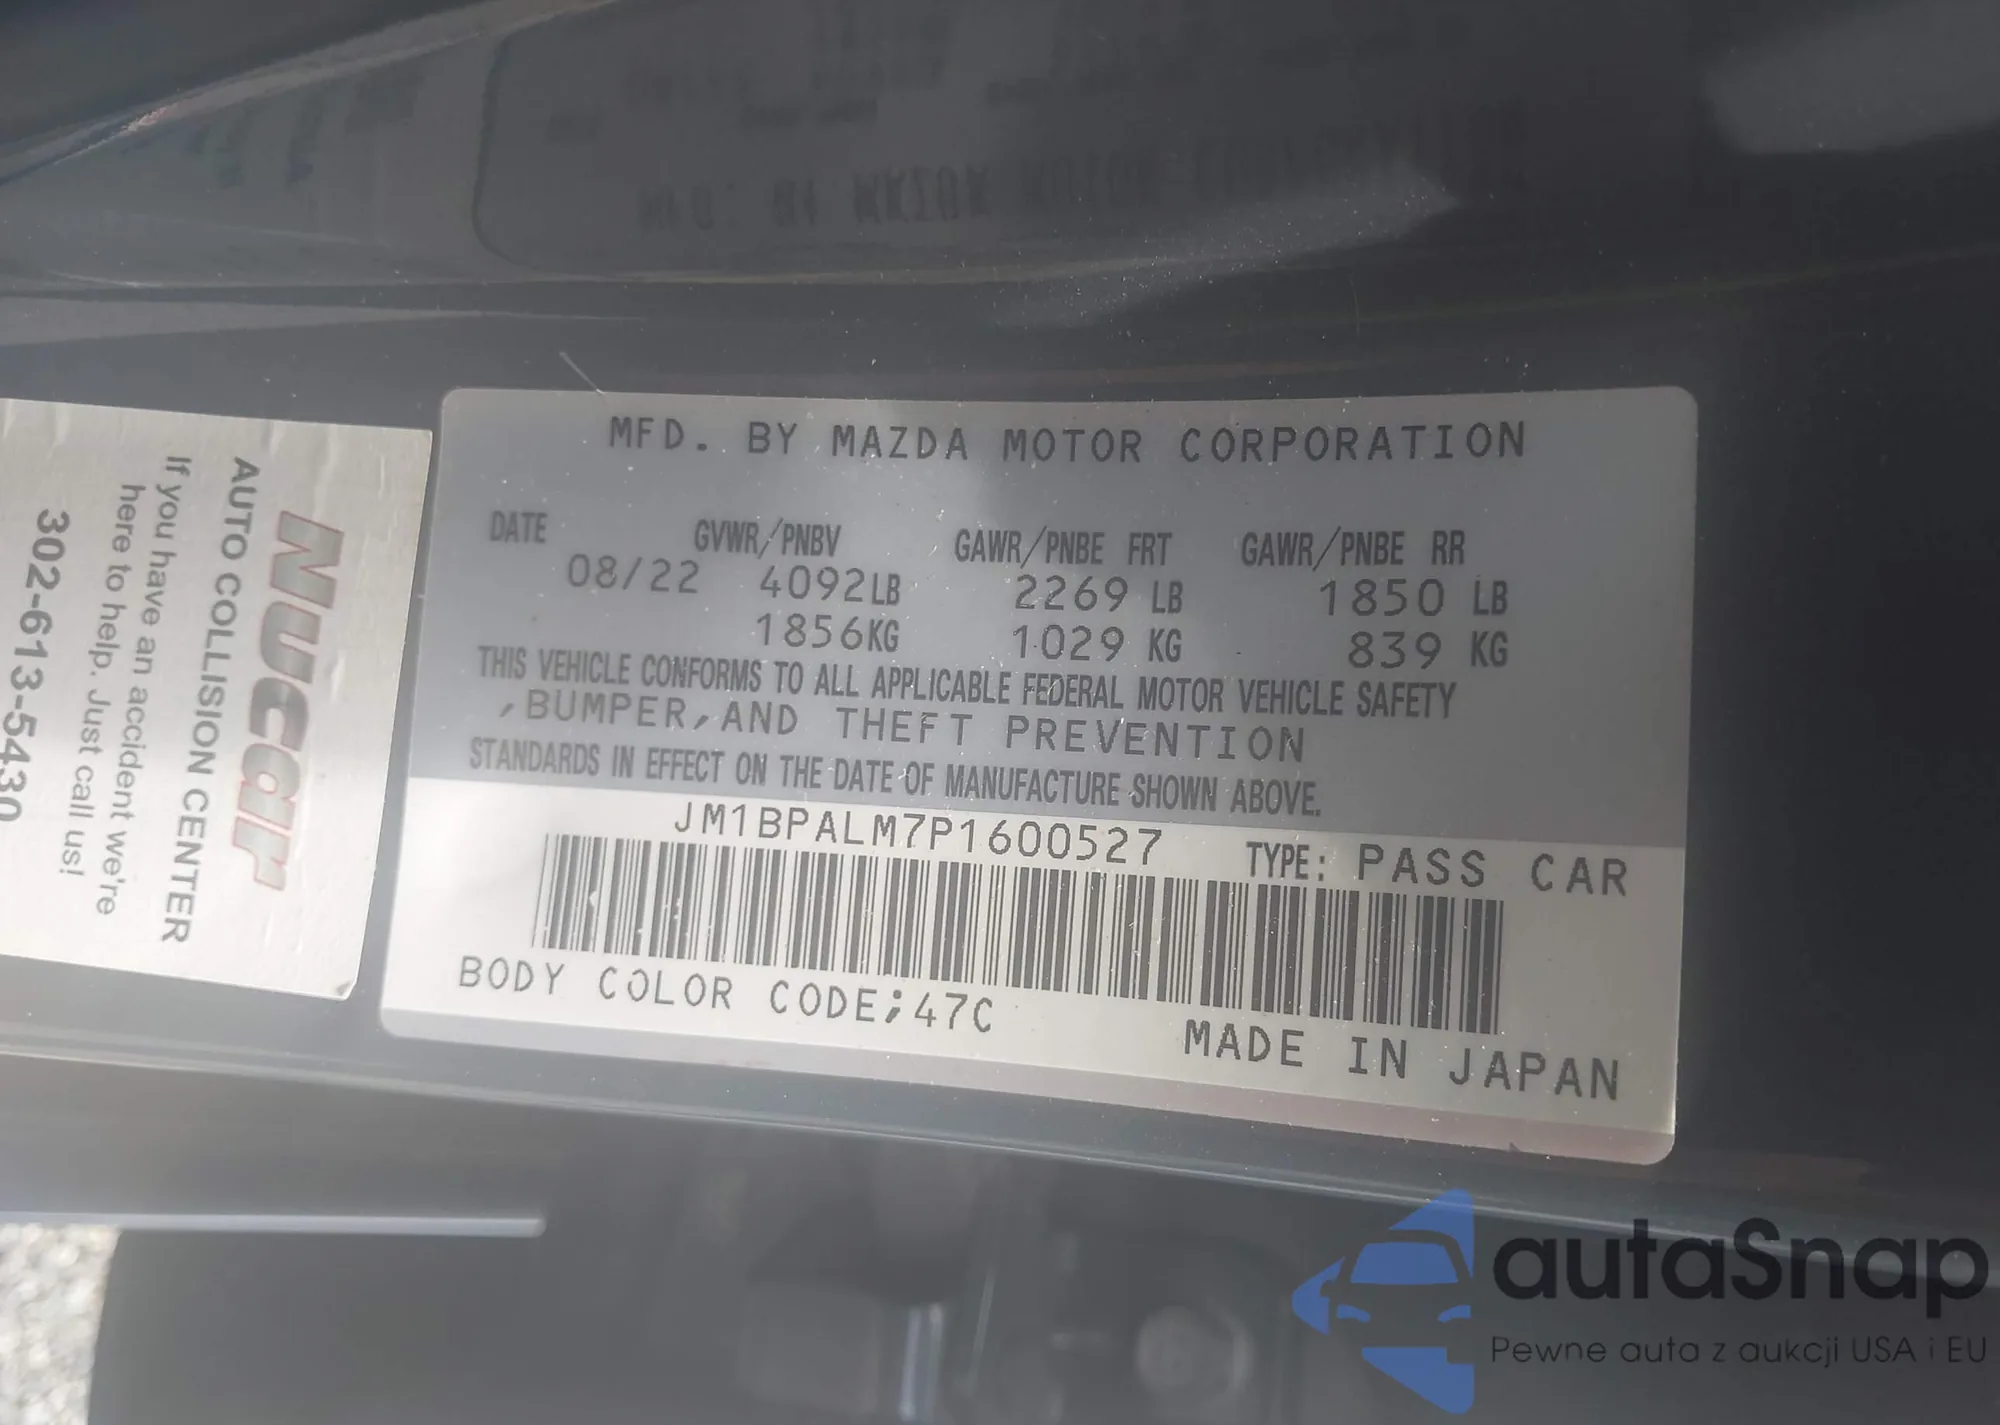 MFD. BY MAZDA MOTOR CORPORATION
DATE GVWR/PNBV GAWR/PNBE FRT GAWR/PNBE RR
08/22 4092LB 2269 LB 1850 LB
1856KG 1029 KG 839 KG
THIS VEHICLE CONFORMS TO ALL APPLICABLE FEDERAL MOTOR VEHICLE SAFETY
,BUMPER,AND THEFT PREVENTION
STANDARDS IN EFFECT ON THE DATE OF MANUFACTURE SHOWN ABOVE.
JM1BPALM7P1600527 TYPE: PASS CAR
BODY COLOR CODE;47C
MADE IN JAPAN
Nucar
AUTO COLLISION CENTER
If you have an accident we're
here to help. Just call us!
302-613-5430
autaSnap
Pewne auta z aukcji USA i EU